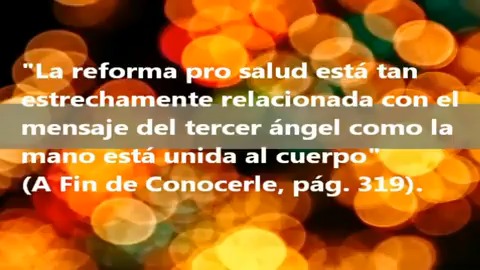 "La reforma pro salud está tan
estrechamente relacionada con el
mensaje del tercer ángel como la
mano está unida al cuerpo"
(A Fin de Conocerle, pág. 319).